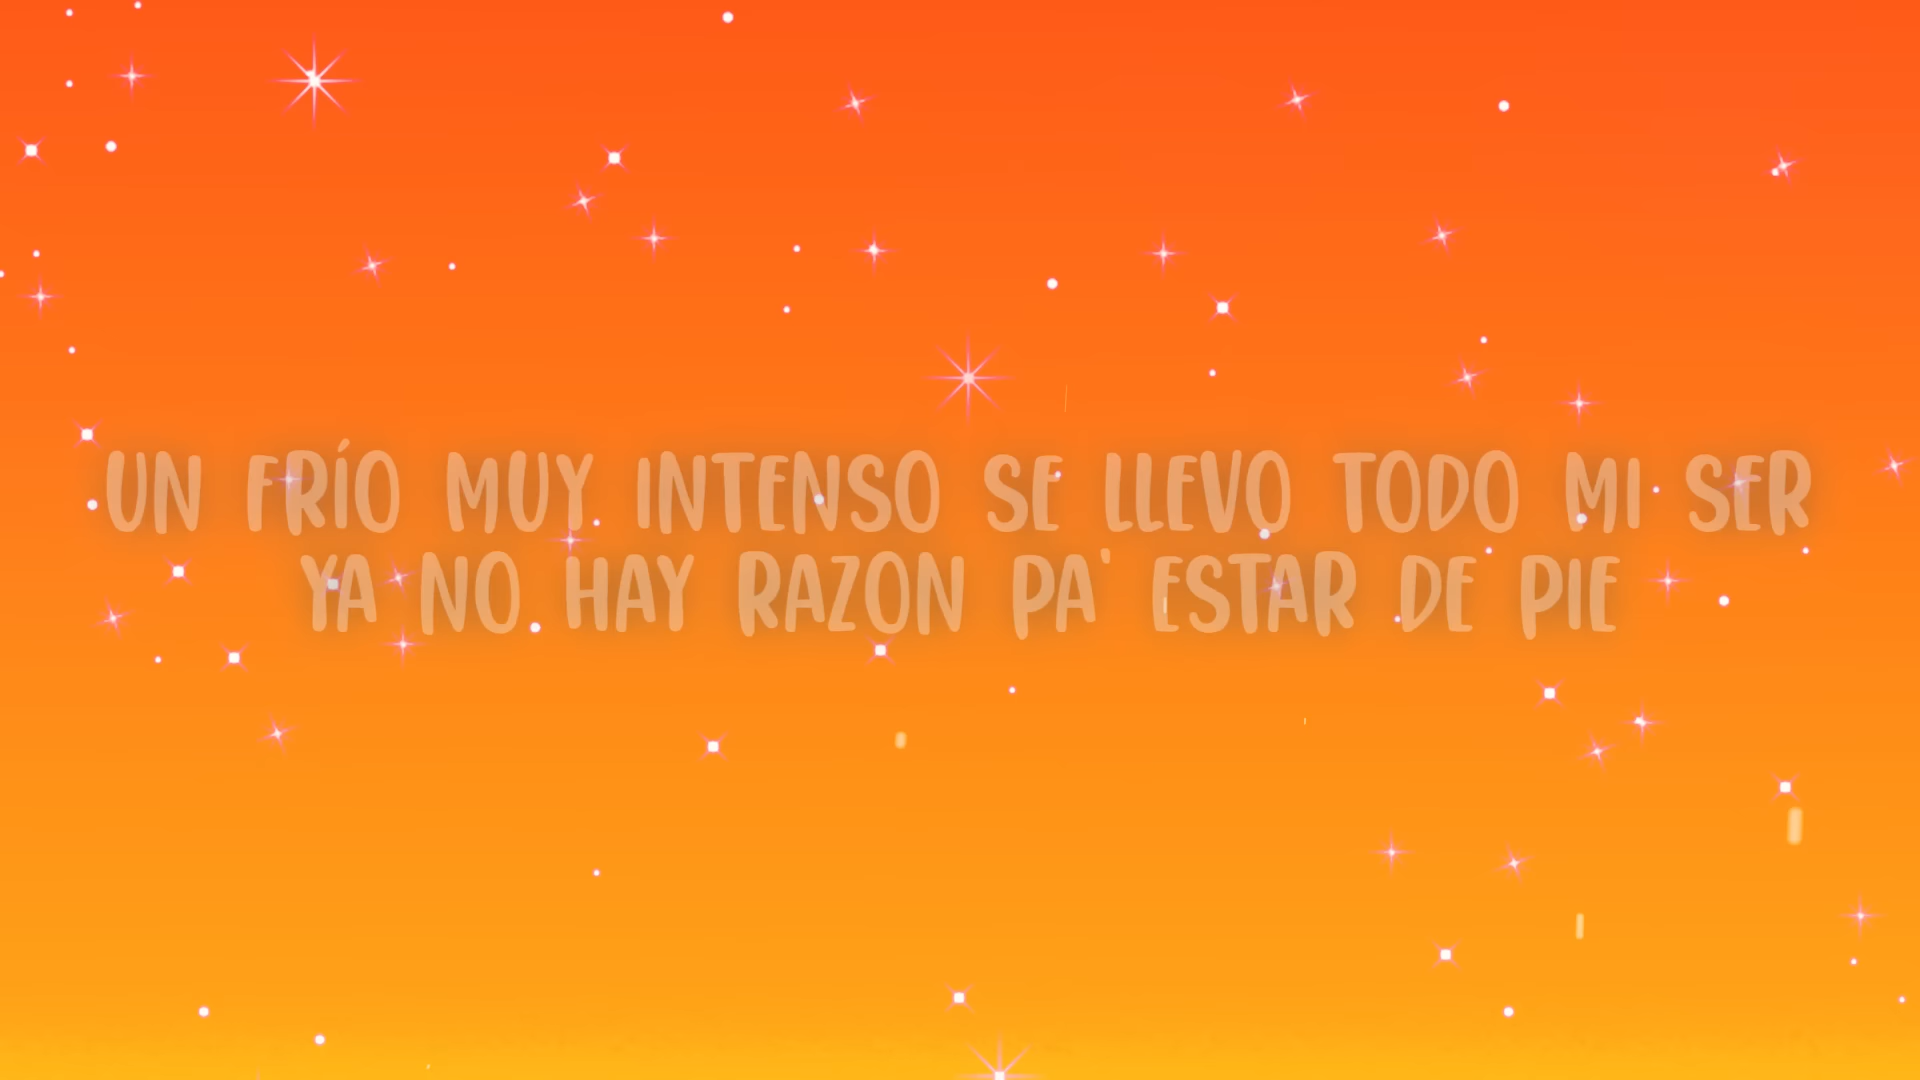 UN FRÍO MUY INTENSO SE LLEVO TODO MI SER
YA NO HAY RAZON PA' ESTAR DE PIE